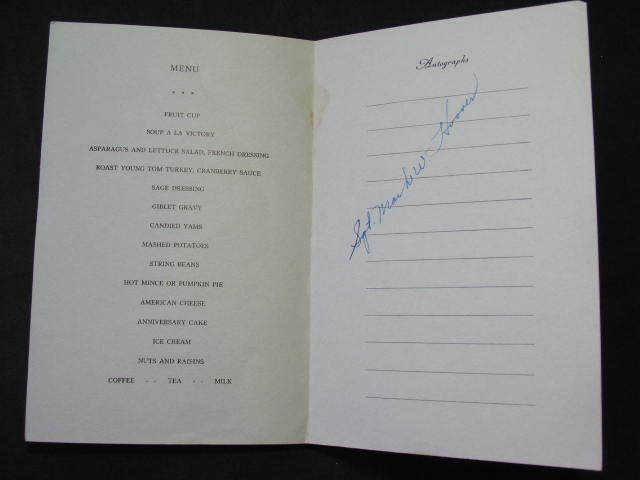 MENU
* * *
FRUIT CUP
SOUP A LA VICTORY
ASPARAGUS AND LETTUCE SALAD, FRENCH DRESSING
ROAST YOUNG TOM TURKEY, CRANBERRY SAUCE
SAGE DRESSING
GIBLET GRAVY
CANDIED YAMS
MASHED POTATOES
STRING BEANS
HOT MINCE OR PUMPKIN PIE
AMERICAN CHEESE
ANNIVERSARY CAKE
ICE CREAM
NUTS AND RAISINS
COFFEE - - TEA - - MILK
Autographs
Sgt. Mark W. Hoover